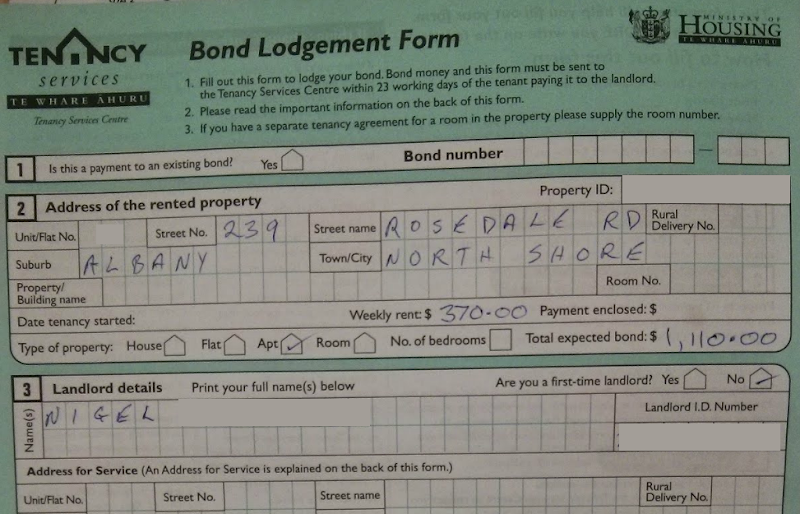 TENANCY
services
TE WHARE ĀHURU
Tenancy Services Centre
Bond Lodgement Form
MINISTRY OF
HOUSING
TE WHARE ĀHURU
1. Fill out this form to lodge your bond. Bond money and this form must be sent to
the Tenancy Services Centre within 23 working days of the tenant paying it to the landlord.
2. Please read the important information on the back of this form.
3. If you have a separate tenancy agreement for a room in the property please supply the room number.
1 Is this a payment to an existing bond? Yes Bond number –
2 Address of the rented property Property ID:
Unit/Flat No. Street No. 239 Street name ROSEDALE RD Rural Delivery No.
Suburb ALBANY Town/City NORTH SHORE
Property/
Building name Room No.
Date tenancy started: Weekly rent: $ 370-00 Payment enclosed: $
Type of property: House Flat Apt ✓ Room No. of bedrooms Total expected bond: $ 1,110.00
3 Landlord details Print your full name(s) below Are you a first-time landlord? Yes No ✓
Name(s) NIGEL Landlord I.D. Number
Address for Service (An Address for Service is explained on the back of this form.)
Unit/Flat No. Street No. Street name Rural Delivery No.